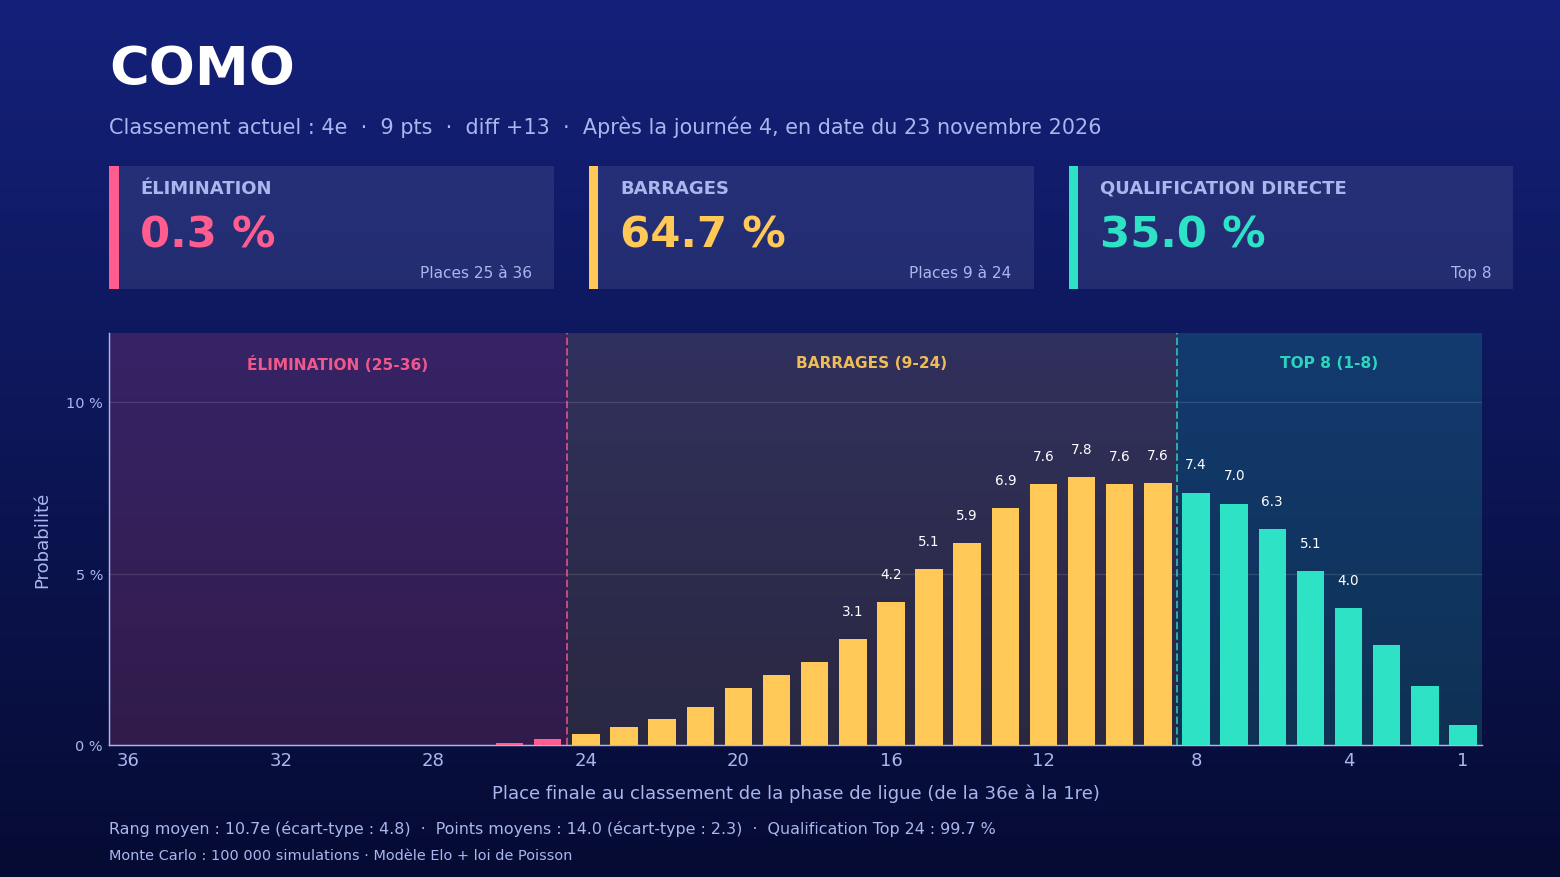 COMO
Classement actuel : 4e · 9 pts · diff +13 · Après la journée 4, en date du 23 novembre 2026
ÉLIMINATION
0.3 %
Places 25 à 36
BARRAGES
64.7 %
Places 9 à 24
QUALIFICATION DIRECTE
35.0 %
Top 8
ÉLIMINATION (25-36)
BARRAGES (9-24)
TOP 8 (1-8)
Probabilité
10 %
5 %
0 %
3.1
4.2
5.1
5.9
6.9
7.6
7.8
7.6
7.6
7.4
7.0
6.3
5.1
4.0
36 32 28 24 20 16 12 8 4 1
Place finale au classement de la phase de ligue (de la 36e à la 1re)
Rang moyen : 10.7e (écart-type : 4.8) · Points moyens : 14.0 (écart-type : 2.3) · Qualification Top 24 : 99.7 %
Monte Carlo : 100 000 simulations · Modèle Elo + loi de Poisson